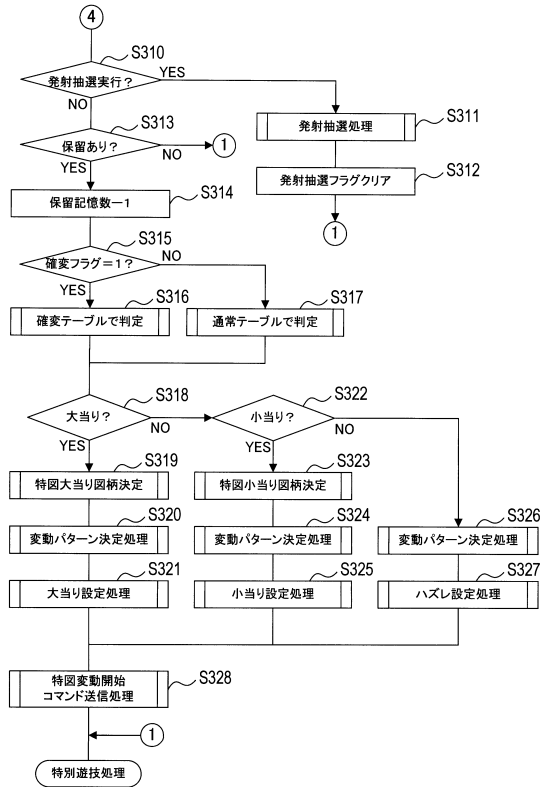 4
S310
発射抽選実行？
YES
NO
S311
発射抽選処理
S313
保留あり？
NO
1
YES
S312
発射抽選フラグクリア
1
S314
保留記憶数－1
S315
確変フラグ＝1？
NO
YES
S316
確変テーブルで判定
S317
通常テーブルで判定
S318
大当り？
NO
YES
S322
小当り？
NO
YES
S319
特図大当り図柄決定
S323
特図小当り図柄決定
S320
変動パターン決定処理
S324
変動パターン決定処理
S326
変動パターン決定処理
S321
大当り設定処理
S325
小当り設定処理
S327
ハズレ設定処理
S328
特図変動開始
コマンド送信処理
1
特別遊技処理